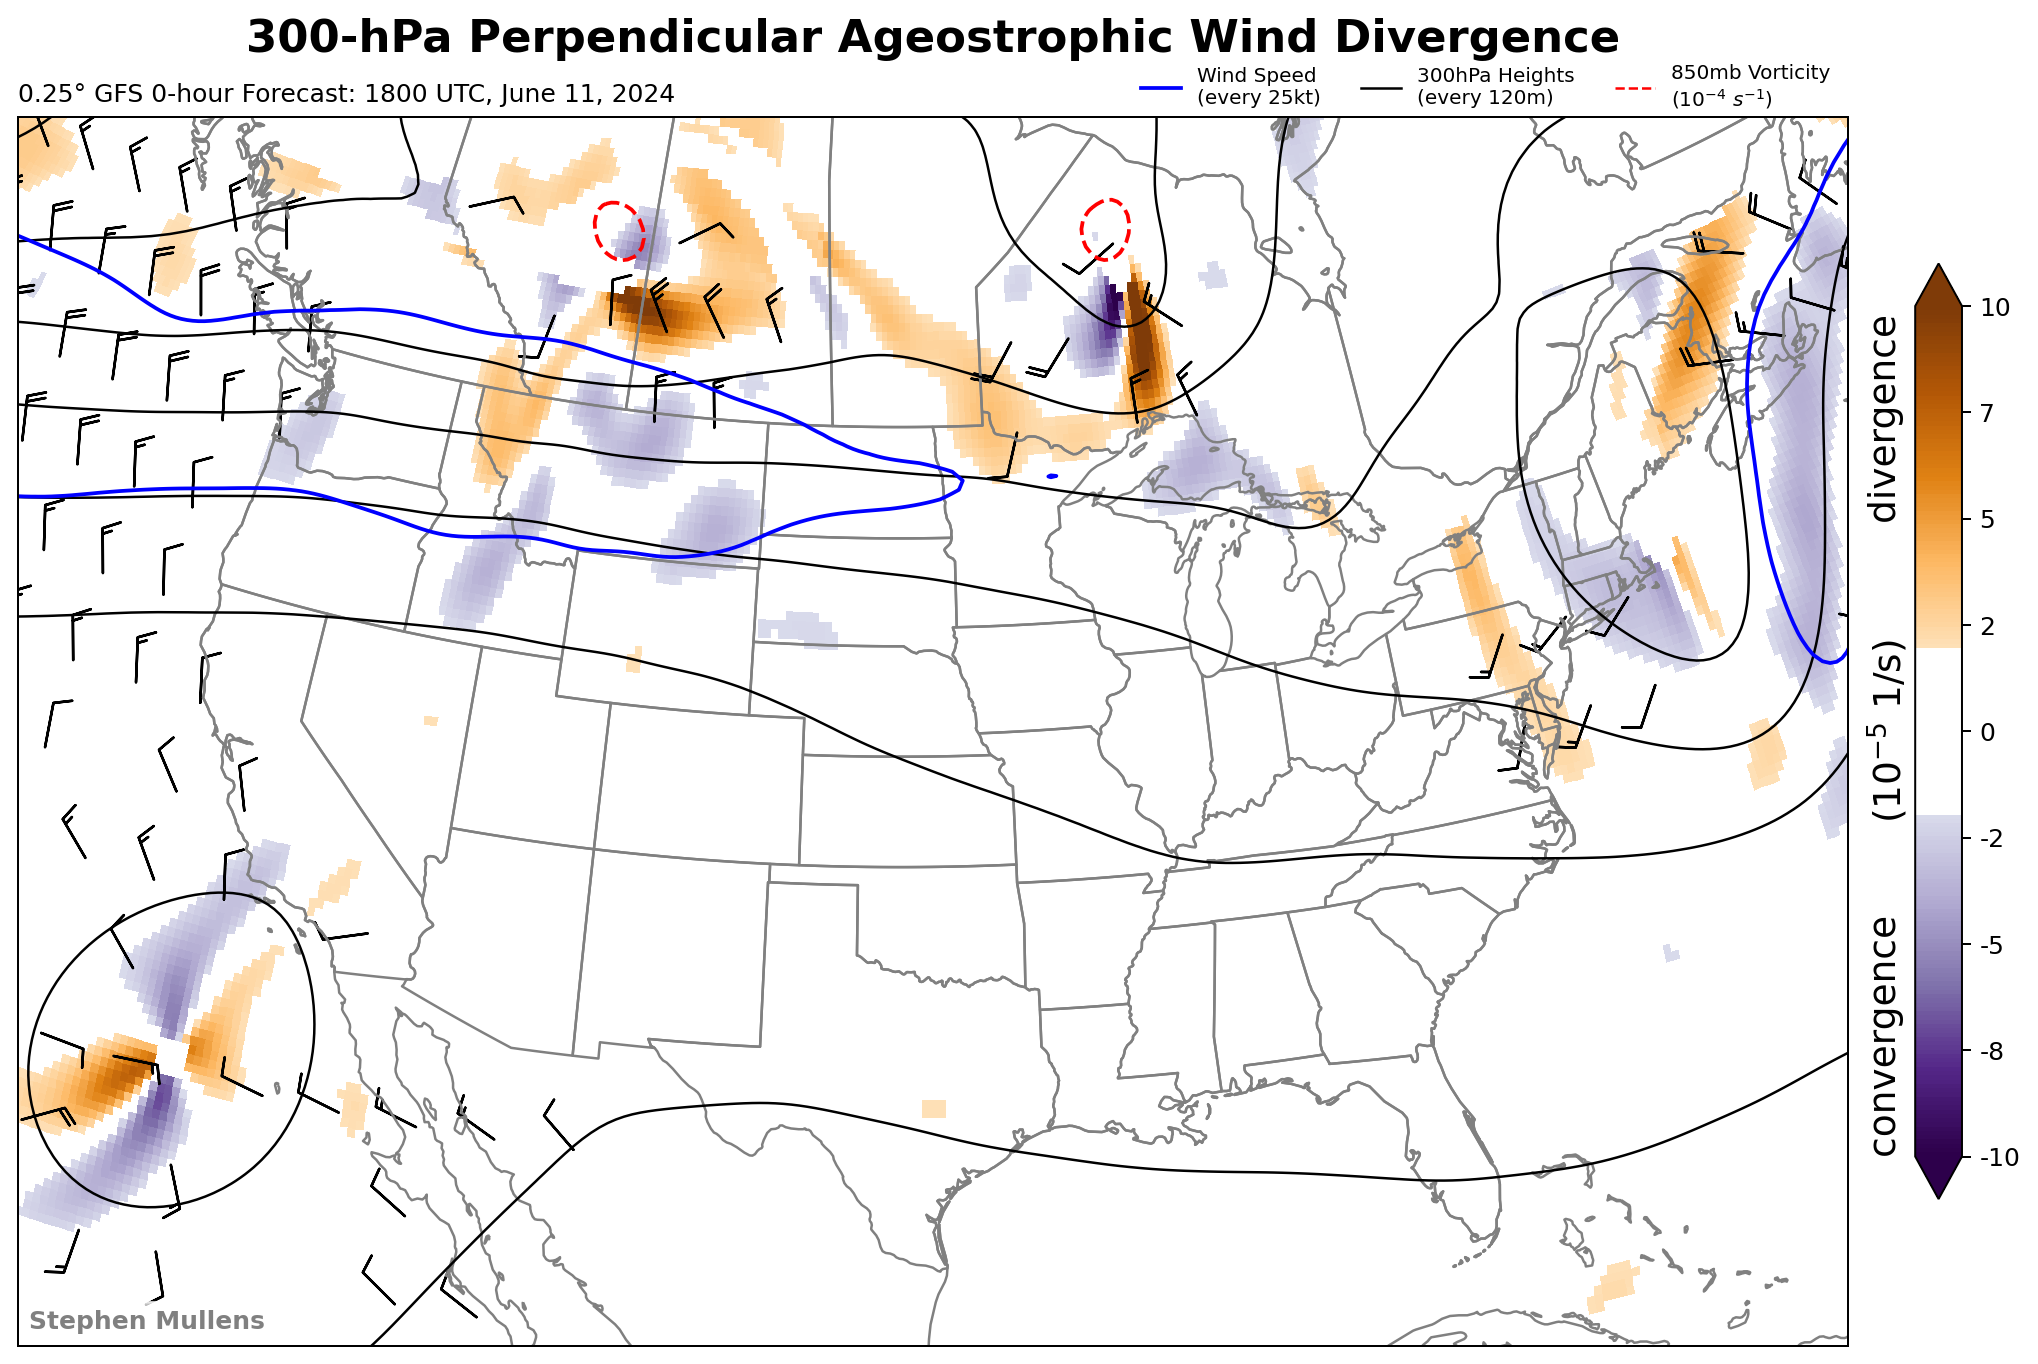 300-hPa Perpendicular Ageostrophic Wind Divergence
0.25° GFS 0-hour Forecast: 1800 UTC, June 11, 2024
Wind Speed
(every 25kt)
300hPa Heights
(every 120m)
850mb Vorticity
(10⁻⁴ s⁻¹)
10
7
5
2
0
-2
-5
-8
-10
convergence (10⁻⁵ 1/s) divergence
Stephen Mullens